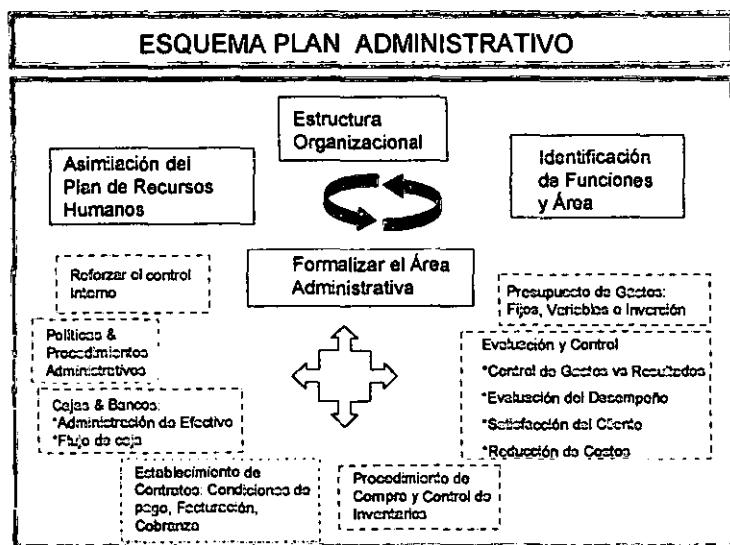 ESQUEMA PLAN ADMINISTRATIVO
Estructura
Organizacional
Asimilación del
Plan de Recursos
Humanos
Identificación
de Funciones
y Área
Formalizar el Área
Administrativa
Reforzar el control
Interno
Políticas &
Procedimientos
Administrativos
Cajas & Bancos:
*Administración de Efectivo
*Flujo de caja
Establecimiento de
Contratos: Condiciones de
pago, Facturación,
Cobranza
Procedimiento de
Compra y Control de
Inventarios
Presupuesto de Gastos:
Fijos, Variables o Inversión
Evaluación y Control
*Control de Gastos vs Resultados
*Evaluación del Desempeño
*Satisfacción del Cliente
*Reducción de Costos